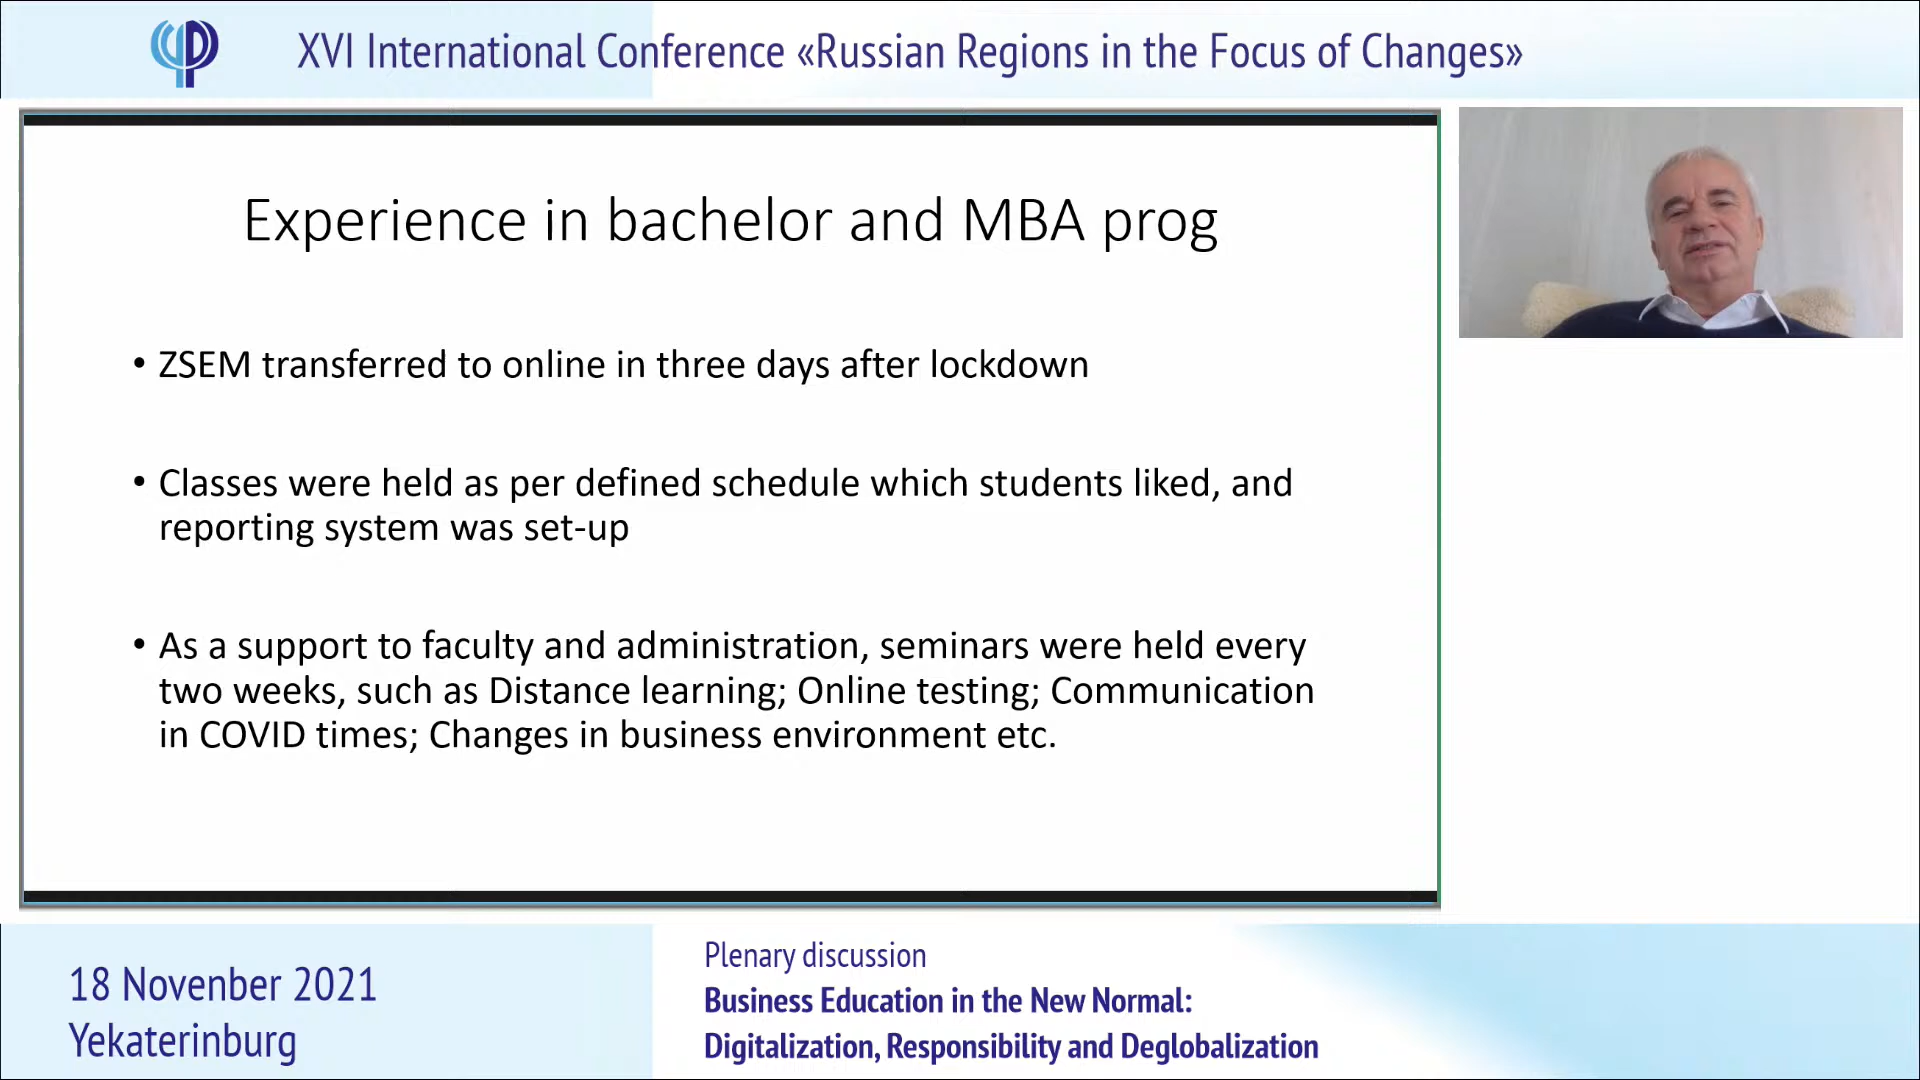 XVI International Conference «Russian Regions in the Focus of Changes»
Experience in bachelor and MBA prog
• ZSEM transferred to online in three days after lockdown
• Classes were held as per defined schedule which students liked, and
reporting system was set-up
• As a support to faculty and administration, seminars were held every
two weeks, such as Distance learning; Online testing; Communication
in COVID times; Changes in business environment etc.
18 Novenber 2021
Yekaterinburg
Plenary discussion
Business Education in the New Normal:
Digitalization, Responsibility and Deglobalization